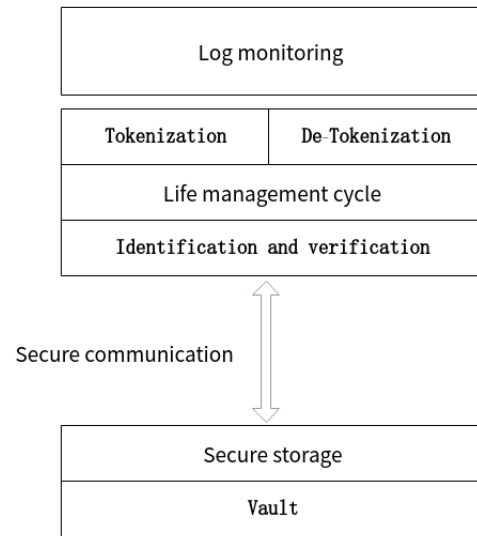 Log monitoring
Tokenization
De-Tokenization
Life management cycle
Identification and verification
Secure communication
Secure storage
Vault